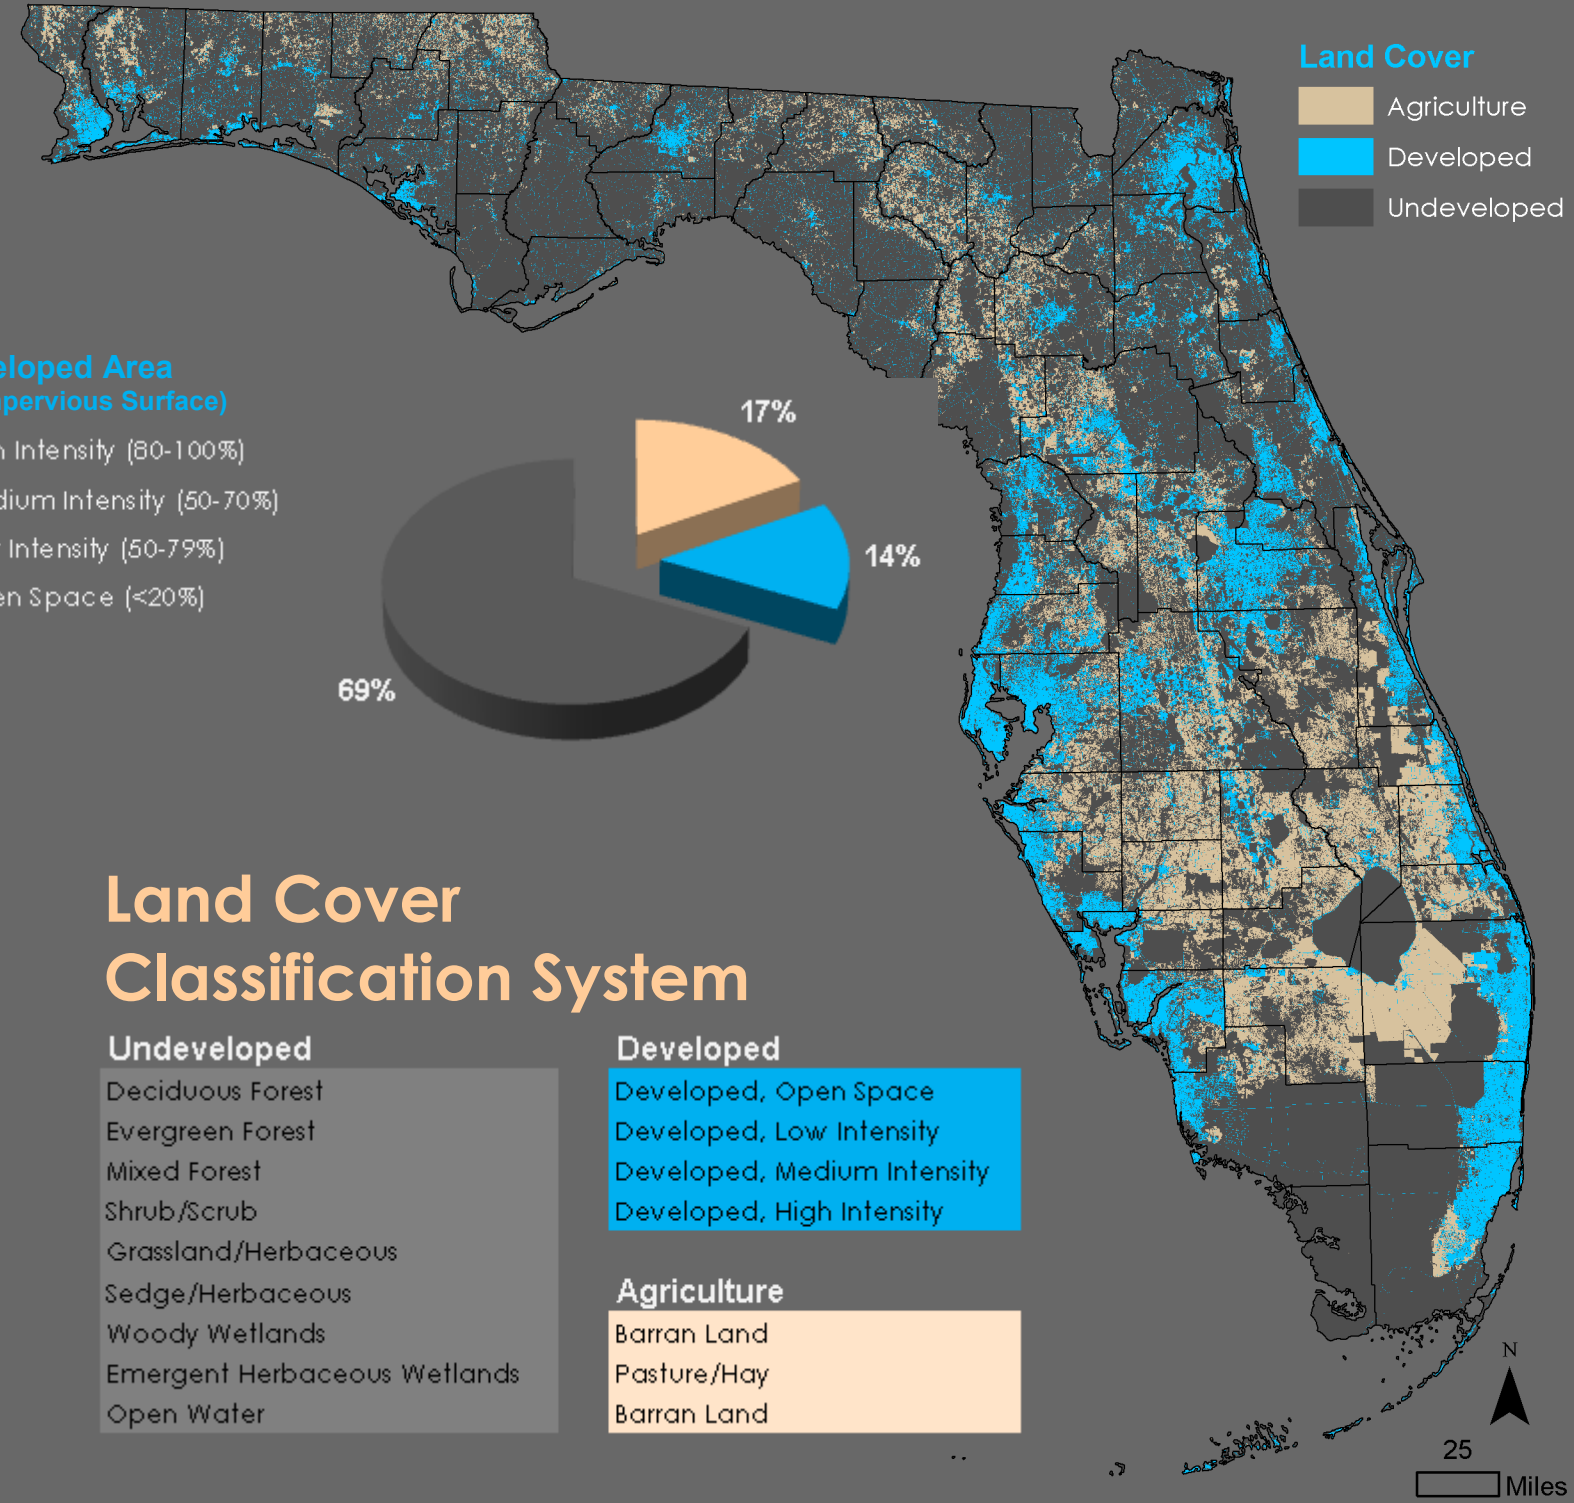 Land Cover
Agriculture
Developed
Undeveloped
eloped Area
pervious Surface)
Intensity (80-100%)
dium Intensity (50-70%)
Intensity (50-79%)
en Space (<20%)
17%
14%
69%
Land Cover
Classification System
Undeveloped
Deciduous Forest
Evergreen Forest
Mixed Forest
Shrub/Scrub
Grassland/Herbaceous
Sedge/Herbaceous
Woody Wetlands
Emergent Herbaceous Wetlands
Open Water
Developed
Developed, Open Space
Developed, Low Intensity
Developed, Medium Intensity
Developed, High Intensity
Agriculture
Barran Land
Pasture/Hay
Barran Land
N
25
Miles